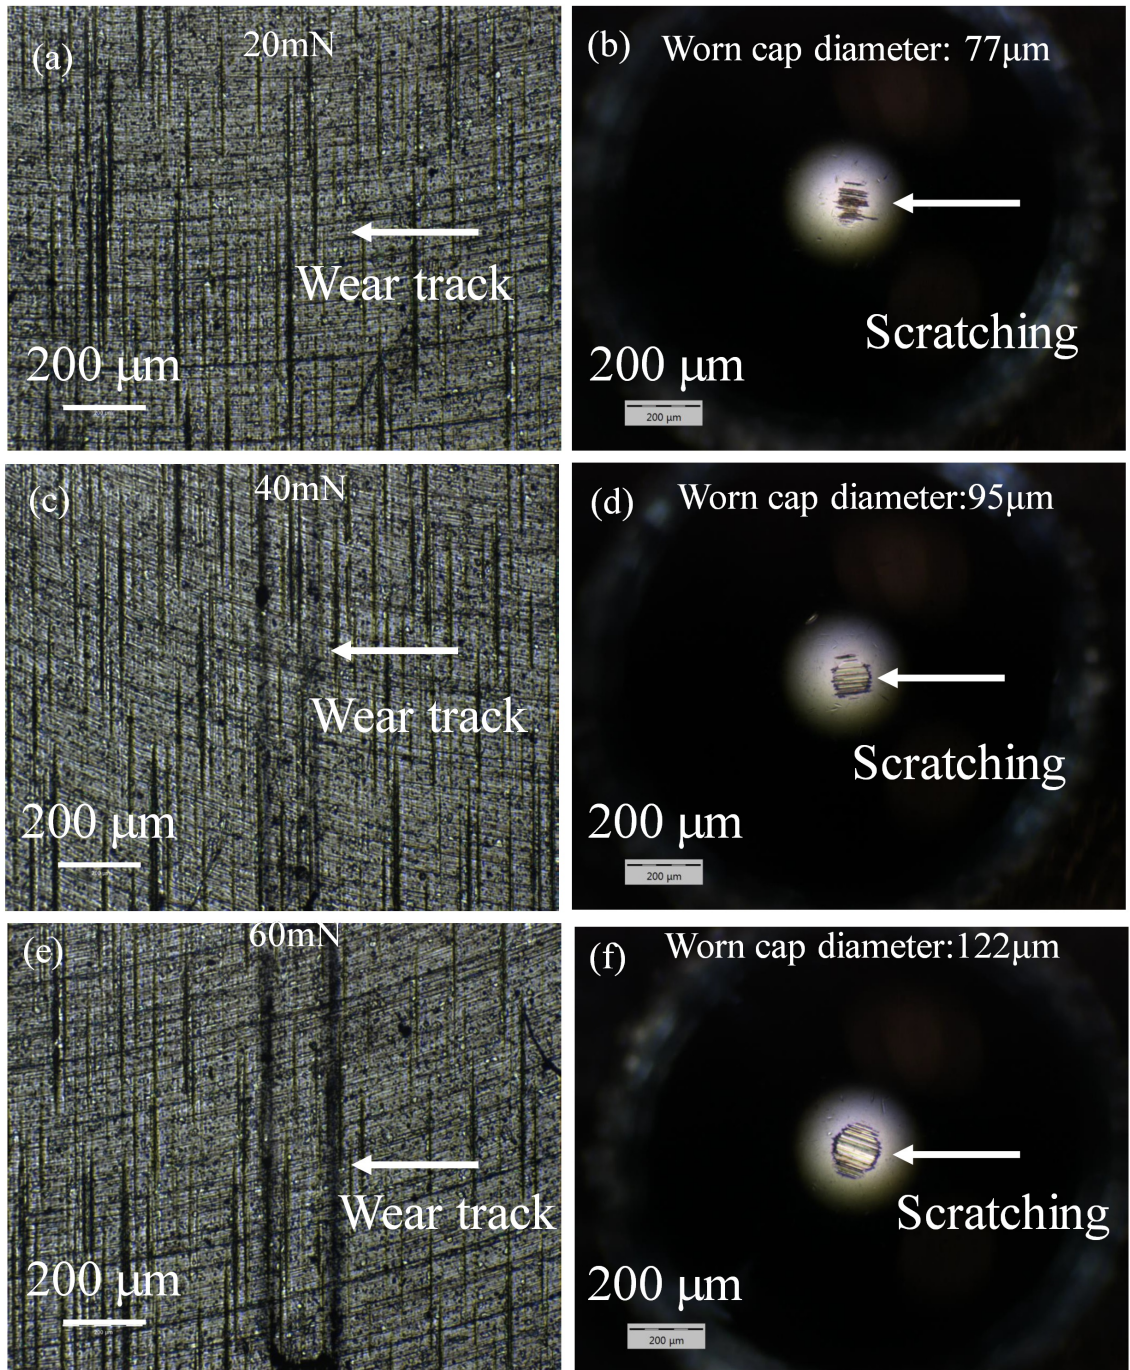 (a)
20mN
Wear track
200 μm
(b)
Worn cap diameter: 77μm
Scratching
200 μm
200 μm
(c)
40mN
Wear track
200 μm
(d)
Worn cap diameter:95μm
Scratching
200 μm
200 μm
(e)
60mN
Wear track
200 μm
(f)
Worn cap diameter:122μm
Scratching
200 μm
200 μm